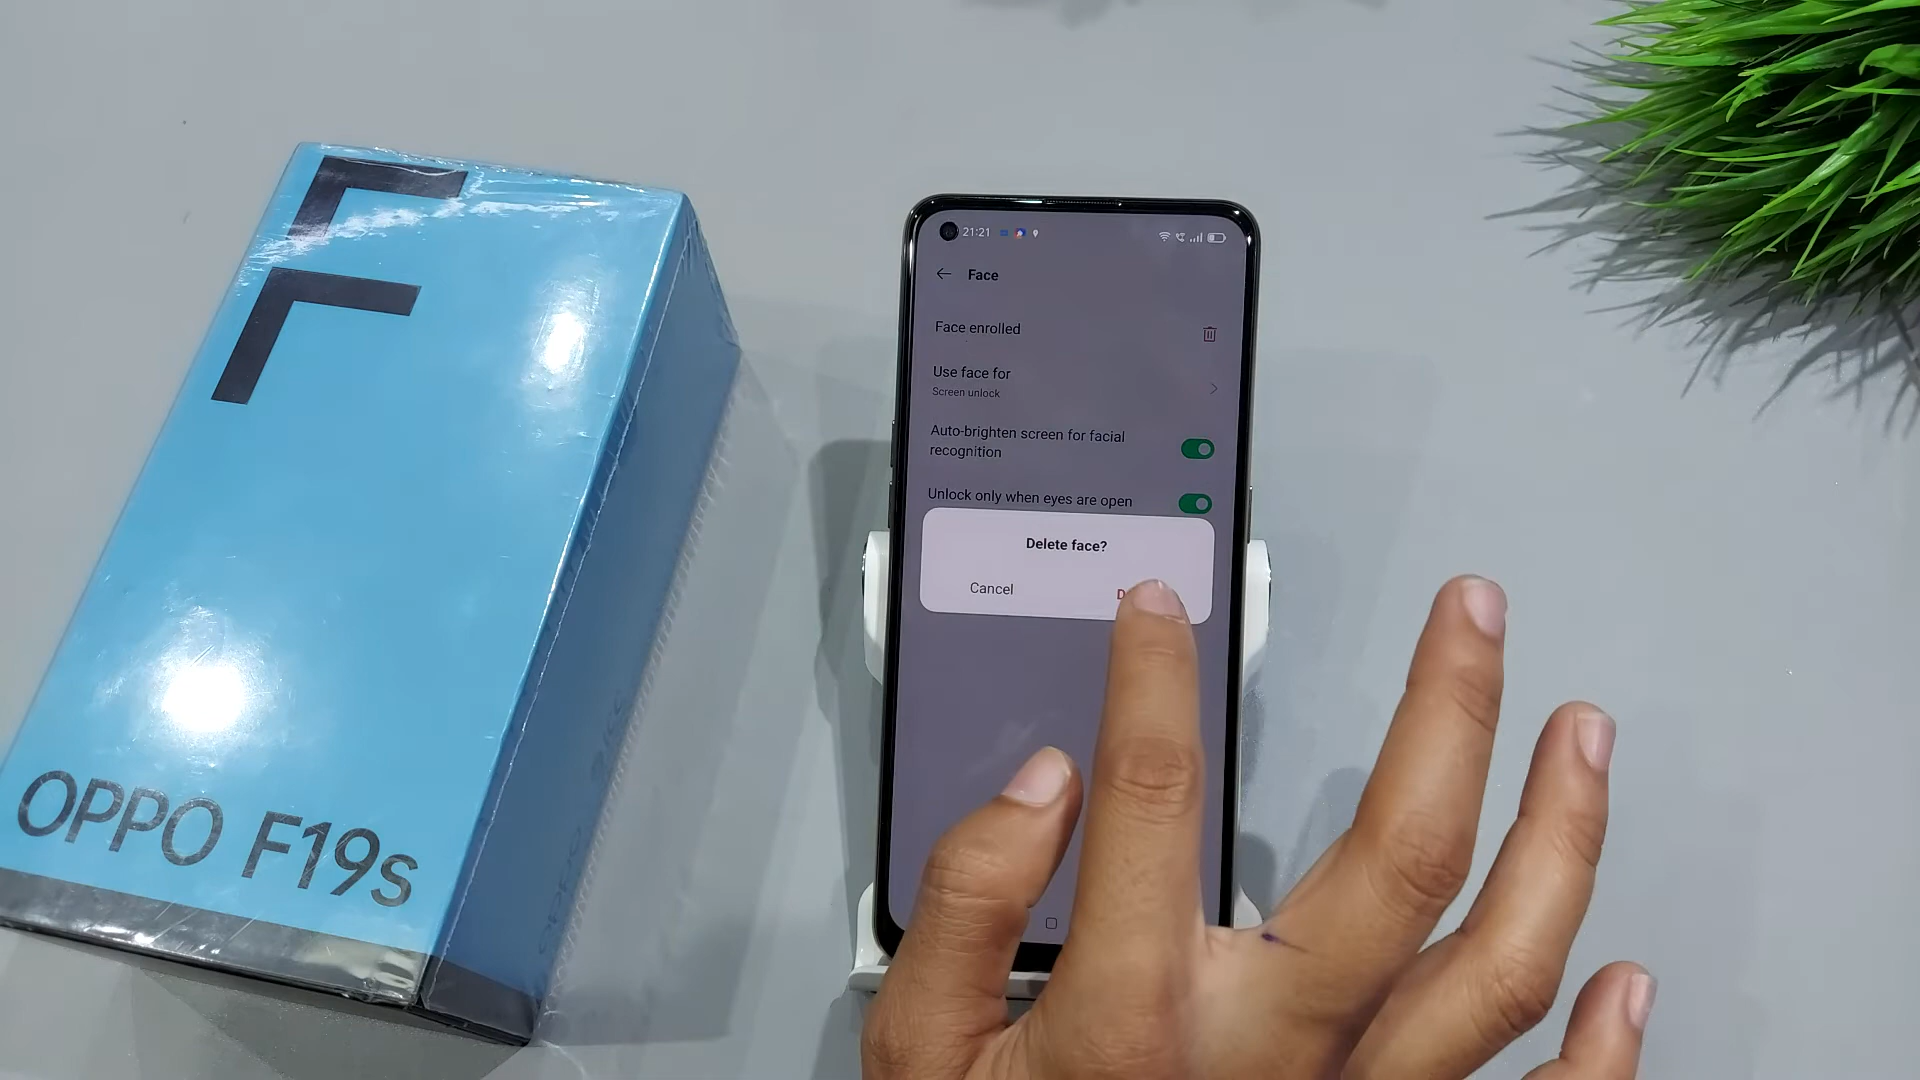 OPPO F19s
21:21
Face
Face enrolled
Use face for
Screen unlock
Auto-brighten screen for facial
recognition
Unlock only when eyes are open
Delete face?
Cancel